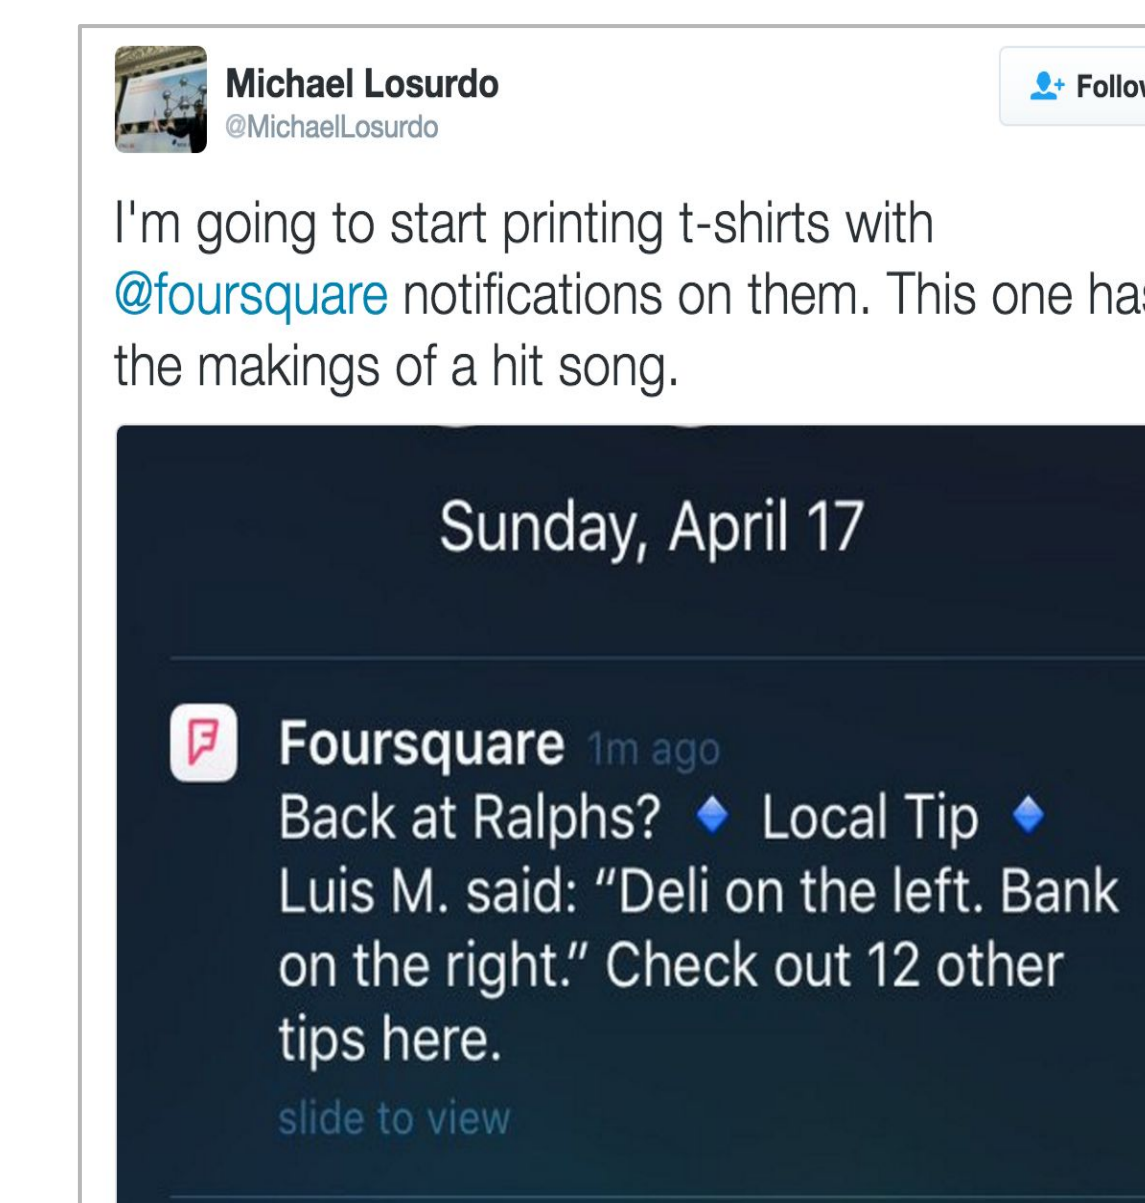 Michael Losurdo
@MichaelLosurdo
Follow
I'm going to start printing t-shirts with
@foursquare notifications on them. This one has
the makings of a hit song.
Sunday, April 17
Foursquare 1m ago
Back at Ralphs? 🔹 Local Tip 🔹
Luis M. said: “Deli on the left. Bank
on the right.” Check out 12 other
tips here.
slide to view